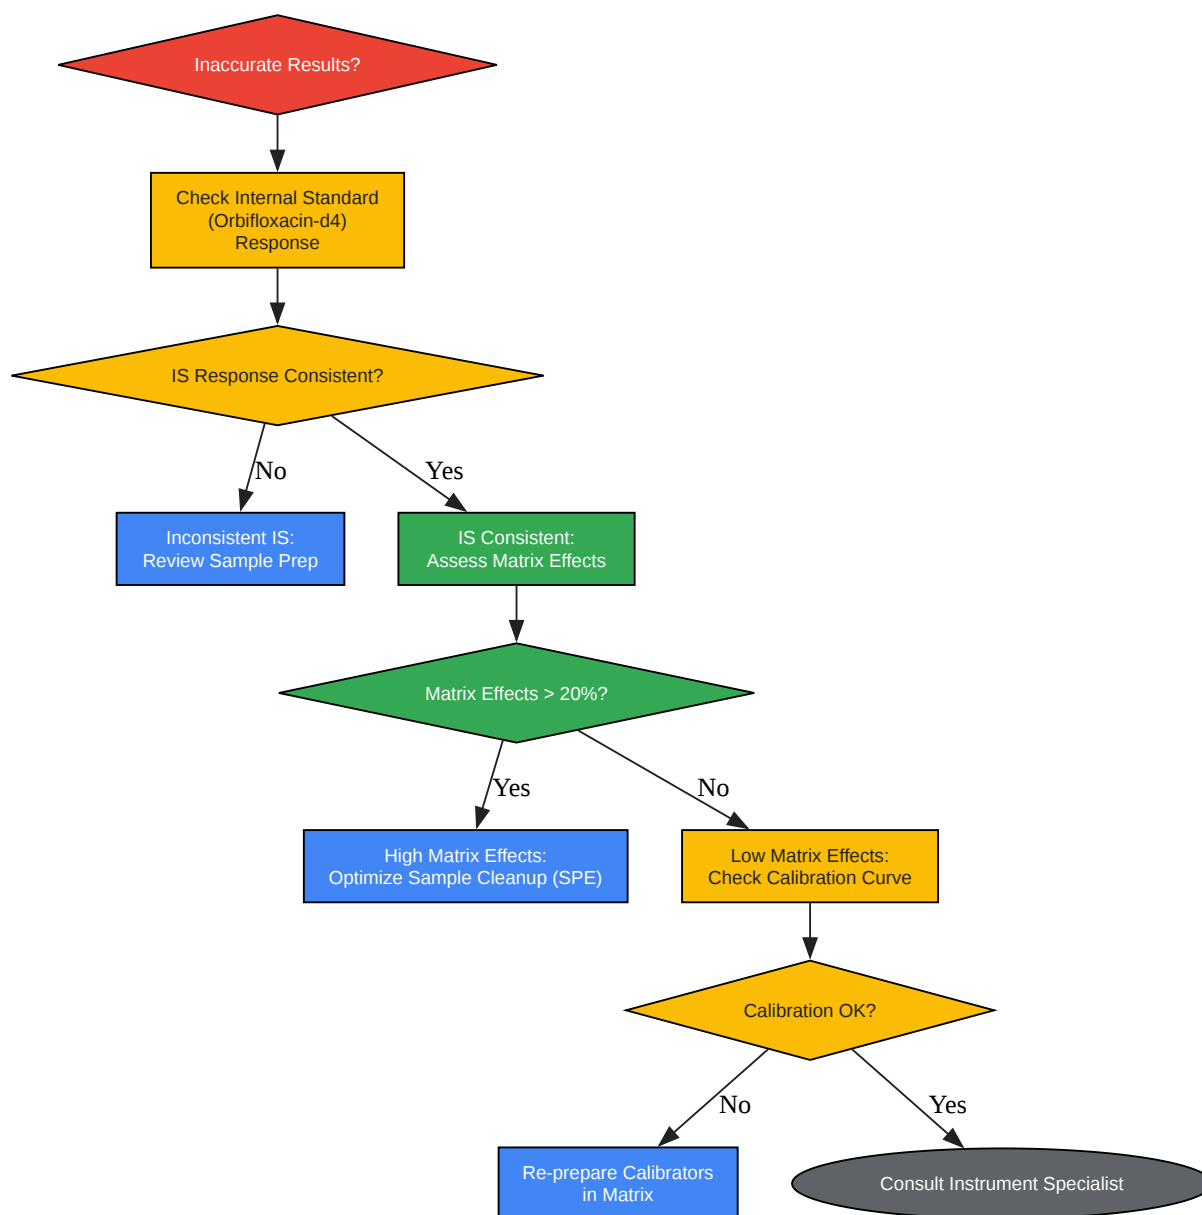 Inaccurate Results?
Check Internal Standard
(Orbifloxacin-d4)
Response
IS Response Consistent?
No
Yes
Inconsistent IS:
Review Sample Prep
IS Consistent:
Assess Matrix Effects
Matrix Effects > 20%?
Yes
No
High Matrix Effects:
Optimize Sample Cleanup (SPE)
Low Matrix Effects:
Check Calibration Curve
Calibration OK?
No
Yes
Re-prepare Calibrators
in Matrix
Consult Instrument Specialist